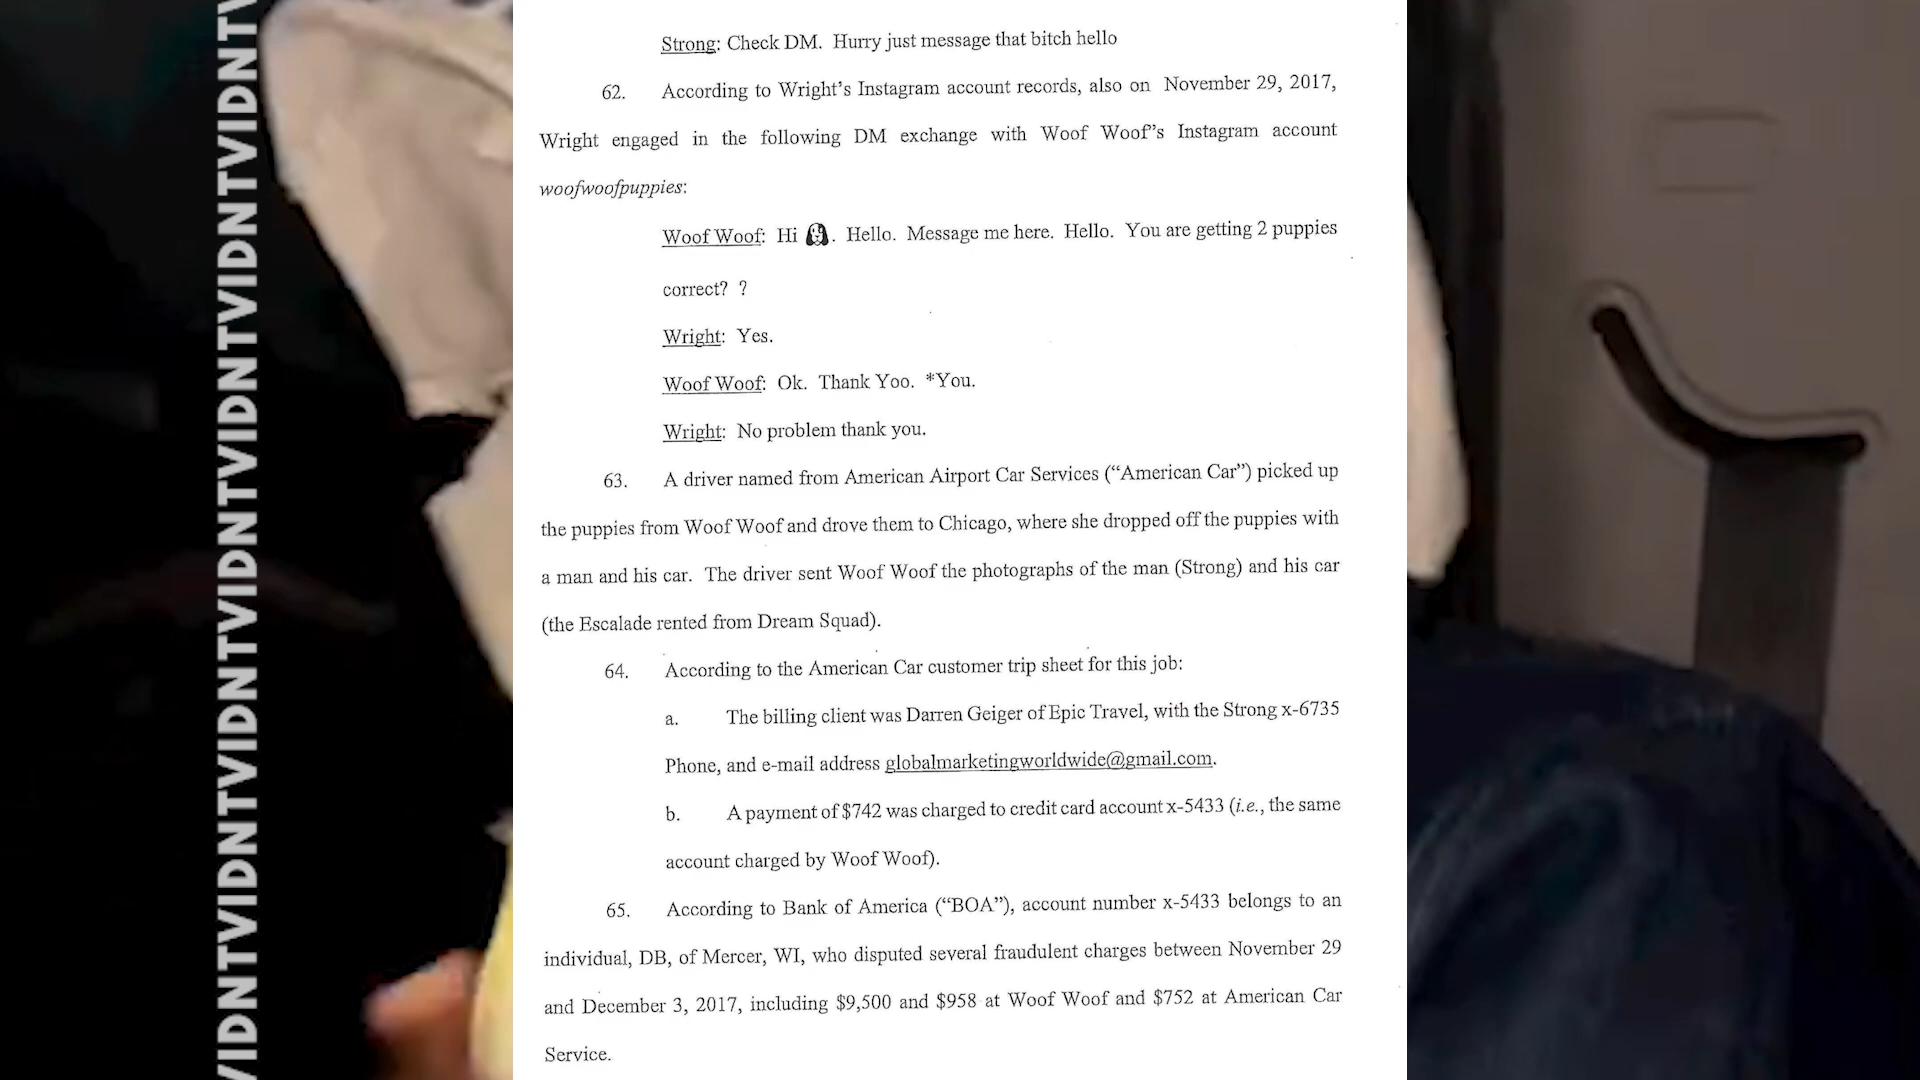 Strong: Check DM. Hurry just message that bitch hello
62. According to Wright's Instagram account records, also on November 29, 2017,
Wright engaged in the following DM exchange with Woof Woof's Instagram account
woofwoofpuppies:
Woof Woof: Hi 🐶. Hello. Message me here. Hello. You are getting 2 puppies
correct? ?
Wright: Yes.
Woof Woof: Ok. Thank Yoo. *You.
Wright: No problem thank you.
63. A driver named from American Airport Car Services ("American Car") picked up
the puppies from Woof Woof and drove them to Chicago, where she dropped off the puppies with
a man and his car. The driver sent Woof Woof the photographs of the man (Strong) and his car
(the Escalade rented from Dream Squad).
64. According to the American Car customer trip sheet for this job:
a. The billing client was Darren Geiger of Epic Travel, with the Strong x-6735
Phone, and e-mail address globalmarketingworldwide@gmail.com.
b. A payment of $742 was charged to credit card account x-5433 (i.e., the same
account charged by Woof Woof).
65. According to Bank of America ("BOA"), account number x-5433 belongs to an
individual, DB, of Mercer, WI, who disputed several fraudulent charges between November 29
and December 3, 2017, including $9,500 and $958 at Woof Woof and $752 at American Car
Service.
VIDNTVIDNTVIDNTVIDNTVIDNTVIDNTVIDNTV